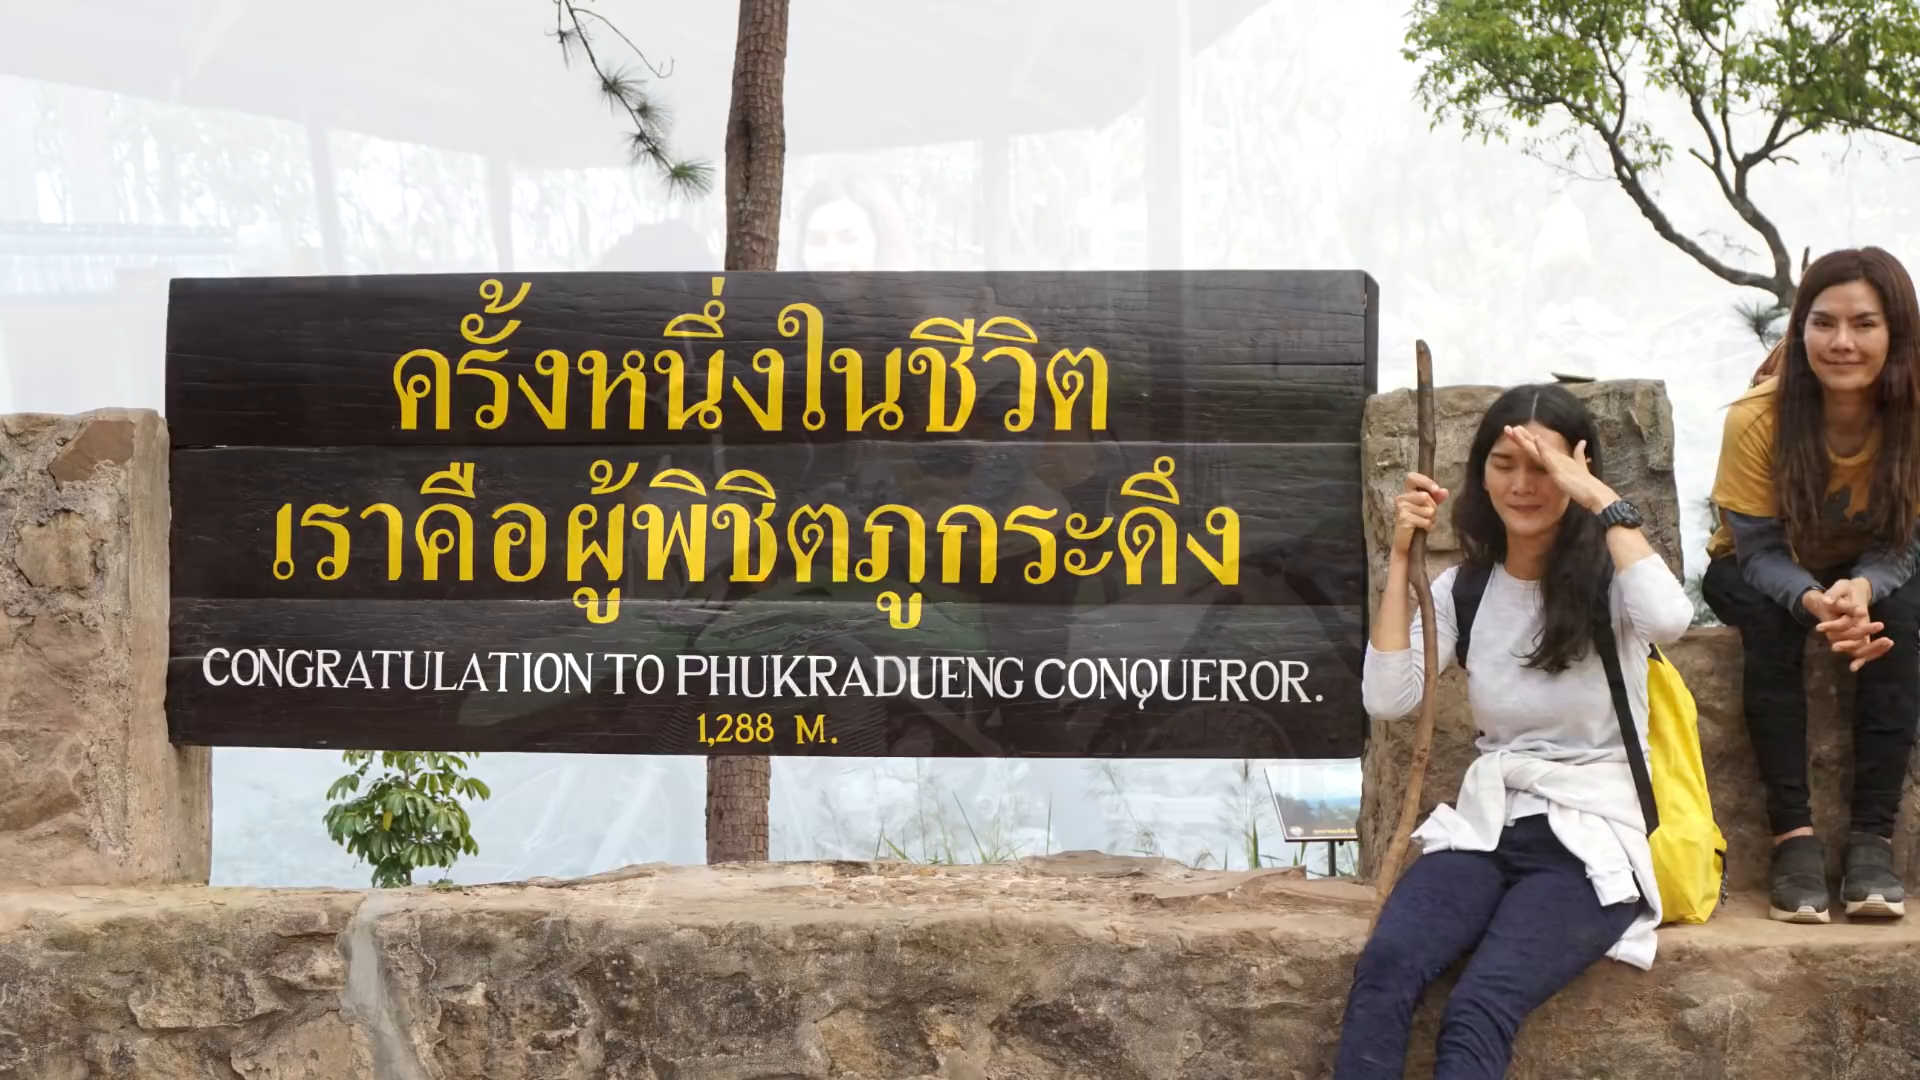 ครั้งหนึ่งในชีวิต
เราคือผู้พิชิตภูกระดึง
CONGRATULATION TO PHUKRADUENG CONQUEROR.
1,288 M.